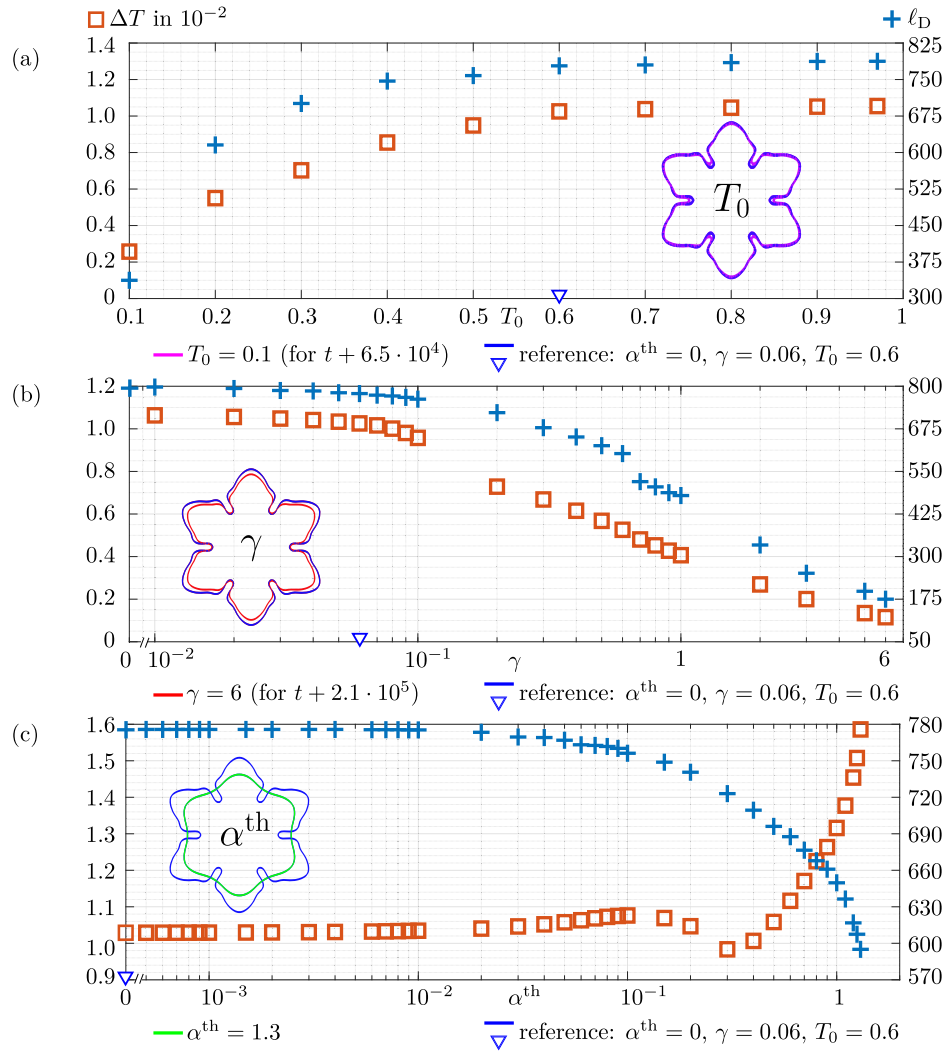 ΔT in 10⁻² ℓ_D
(a)
1.4 825
1.2 750
1.0 675
0.8 600
0.6 525
0.4 450
0.2 375
0 300
T₀
0.1 0.2 0.3 0.4 0.5 T₀ 0.6 0.7 0.8 0.9 1
T₀ = 0.1 (for t + 6.5 · 10⁴) reference: αᵗʰ = 0, γ = 0.06, T₀ = 0.6
(b)
1.2 800
1.0 675
0.8 550
0.6 425
0.4 300
0.2 175
0 50
γ
0 10⁻² 10⁻¹ γ 1 6
γ = 6 (for t + 2.1 · 10⁵) reference: αᵗʰ = 0, γ = 0.06, T₀ = 0.6
(c)
1.6 780
1.5 750
1.4 720
1.3 690
1.2 660
1.1 630
1.0 600
0.9 570
αᵗʰ
0 10⁻³ 10⁻² αᵗʰ 10⁻¹ 1
αᵗʰ = 1.3 reference: αᵗʰ = 0, γ = 0.06, T₀ = 0.6